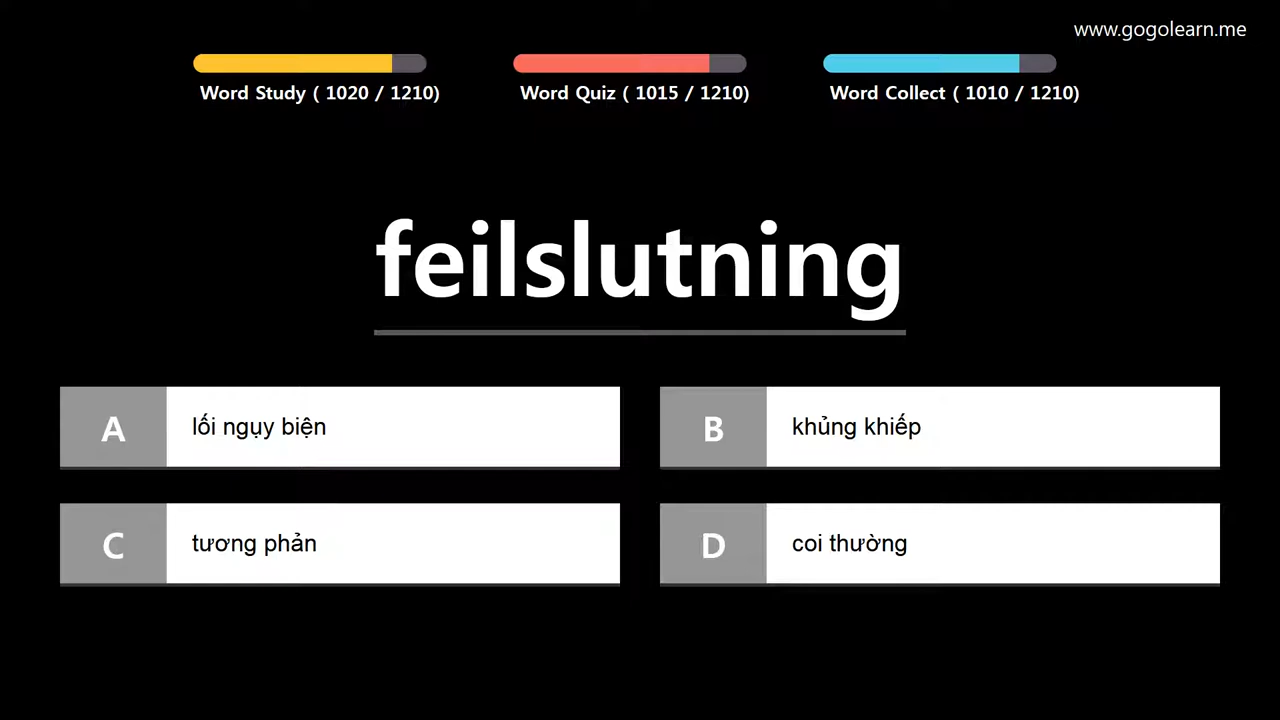 www.gogolearn.me
Word Study ( 1020 / 1210)
Word Quiz ( 1015 / 1210)
Word Collect ( 1010 / 1210)
feilslutning
A lối ngụy biện
B khủng khiếp
C tương phản
D coi thường